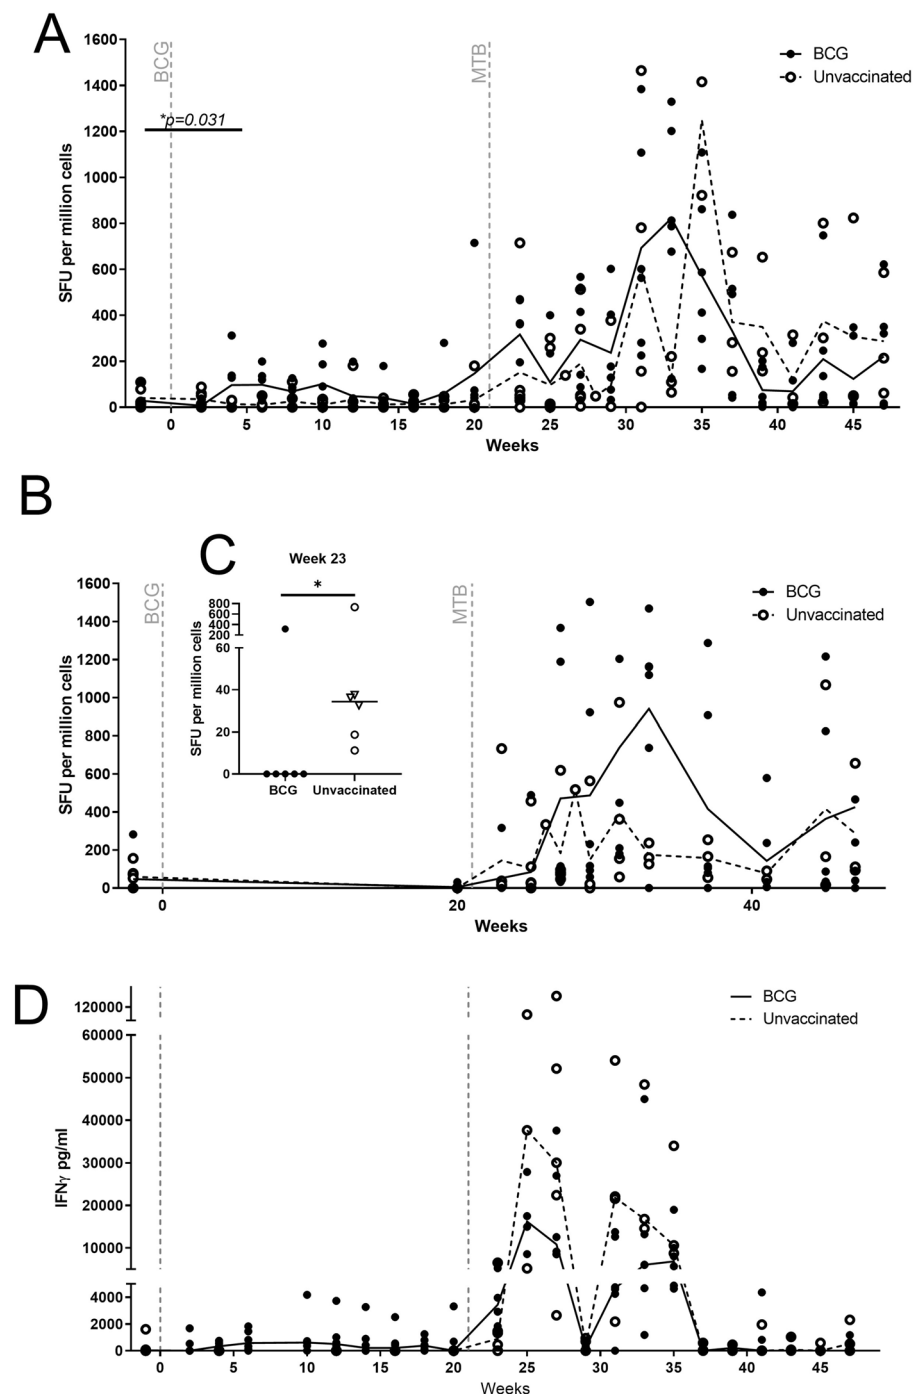 A
BCG
MTB
*p=0.031
BCG
Unvaccinated
SFU per million cells
1600
1400
1200
1000
800
600
400
200
0
0 5 10 15 20 25 30 35 40 45
Weeks
B
BCG
MTB
BCG
Unvaccinated
SFU per million cells
1600
1400
1200
1000
800
600
400
200
0
0 20 40
Weeks
C
Week 23
*
SFU per million cells
800
600
400
200
60
40
20
0
BCG Unvaccinated
D
BCG
Unvaccinated
IFNγ pg/ml
120000
60000
50000
40000
30000
20000
10000
4000
2000
0
0 5 10 15 20 25 30 35 40 45
Weeks